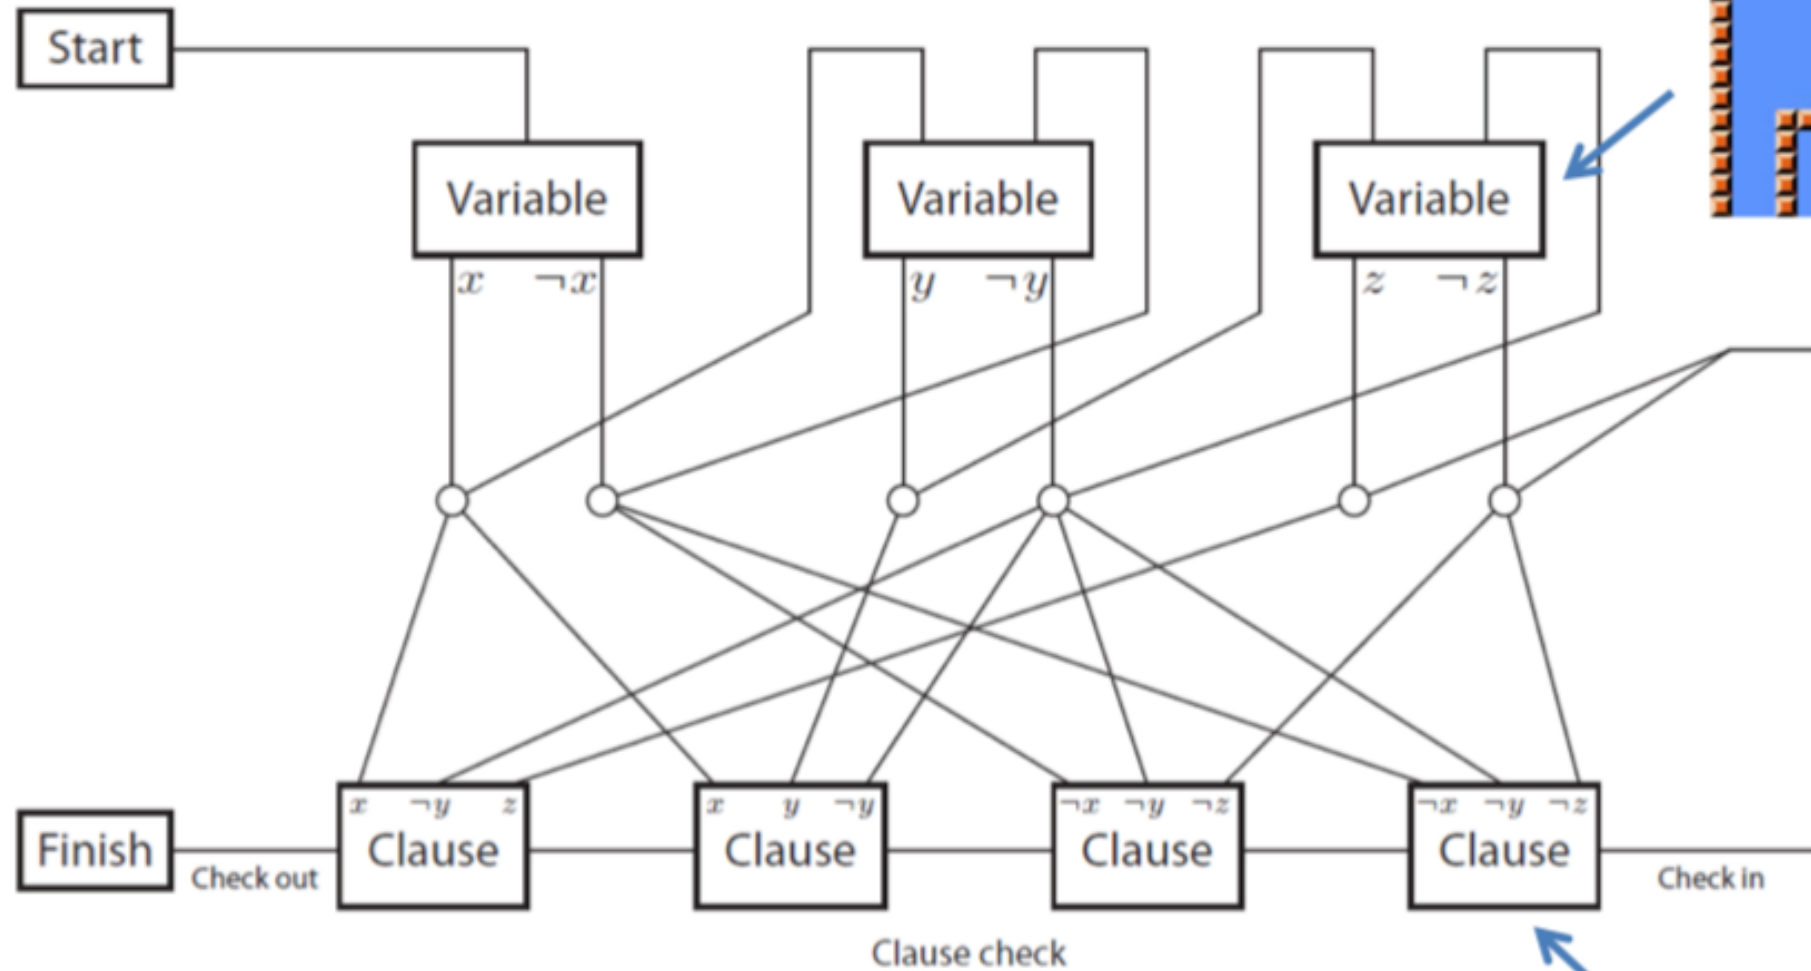 Start
Variable Variable Variable
x ¬x y ¬y z ¬z
x ¬y z x y ¬y ¬x ¬y ¬z ¬x ¬y ¬z
Finish Clause Clause Clause Clause
Check out Check in
Clause check